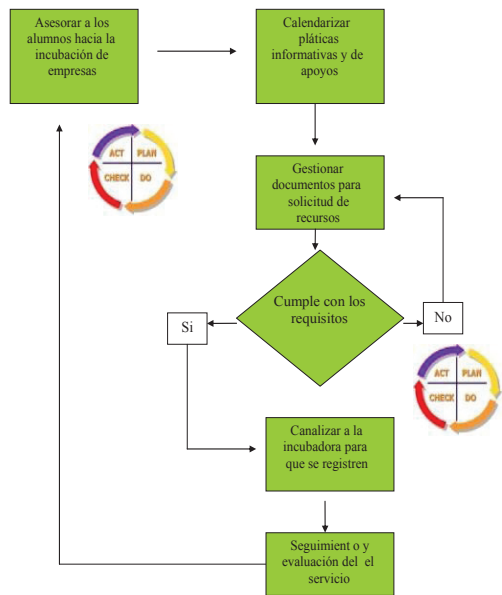 Asesorar a los
alumnos hacia la
incubación de
empresas
Calendarizar
pláticas
informativas y de
apoyos
ACT PLAN
CHECK DO
Gestionar
documentos para
solicitud de
recursos
Cumple con los
requisitos
Si
No
ACT PLAN
CHECK DO
Canalizar a la
incubadora para
que se registren
Seguimient o y
evaluación del el
servicio